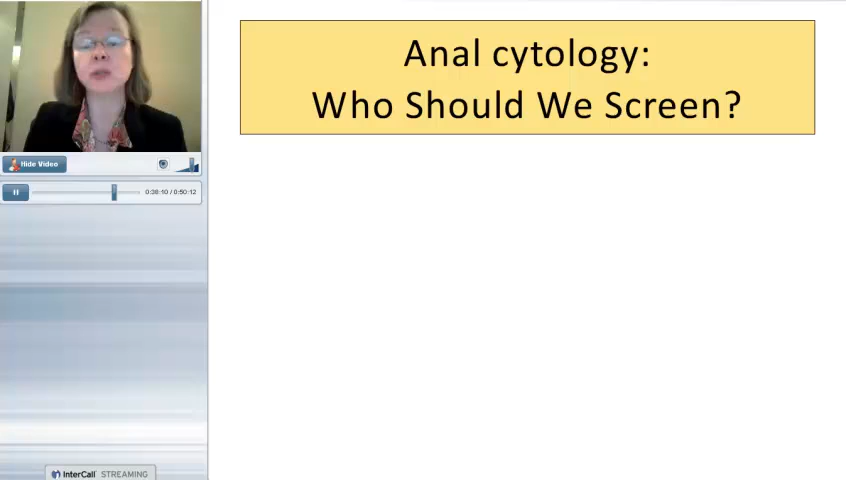 Anal cytology:
Who Should We Screen?
Hide Video
0:38:10 / 0:50:12
InterCall STREAMING